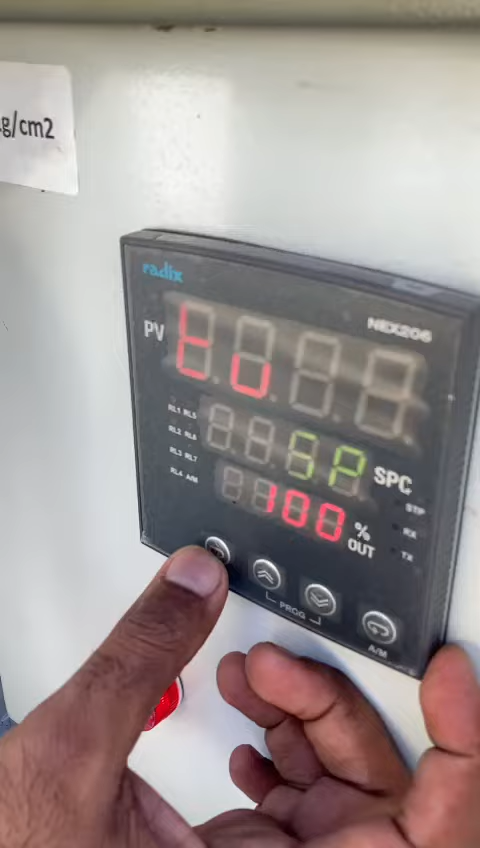 g/cm2
radix
NEX206
PV
tu
RL1 RL5
RL2 RL6
RL3 RL7
RL4 A/M
SP
SPC
100
%
OUT
STP
RX
TX
PROG
A/M